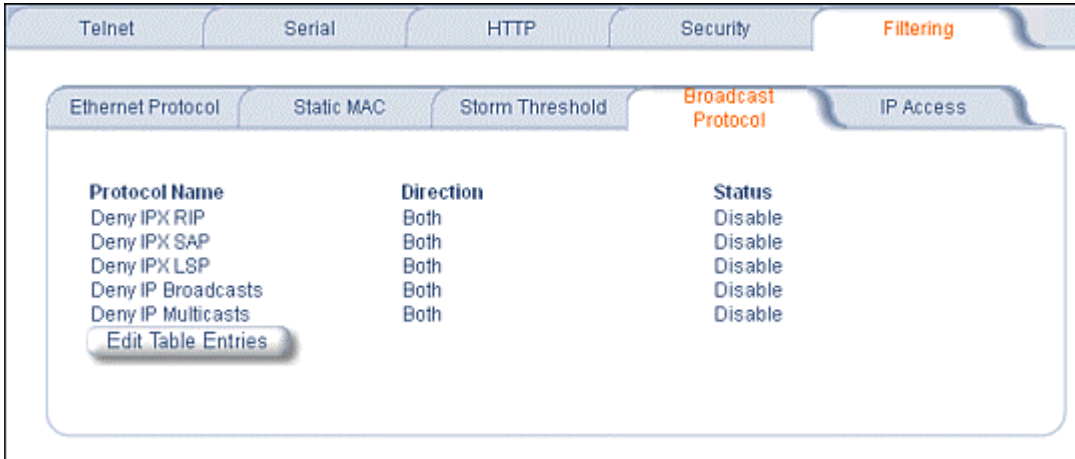 Telnet Serial HTTP Security Filtering
Ethernet Protocol Static MAC Storm Threshold Broadcast Protocol IP Access
Protocol Name Direction Status
Deny IPX RIP Both Disable
Deny IPX SAP Both Disable
Deny IPX LSP Both Disable
Deny IP Broadcasts Both Disable
Deny IP Multicasts Both Disable
Edit Table Entries